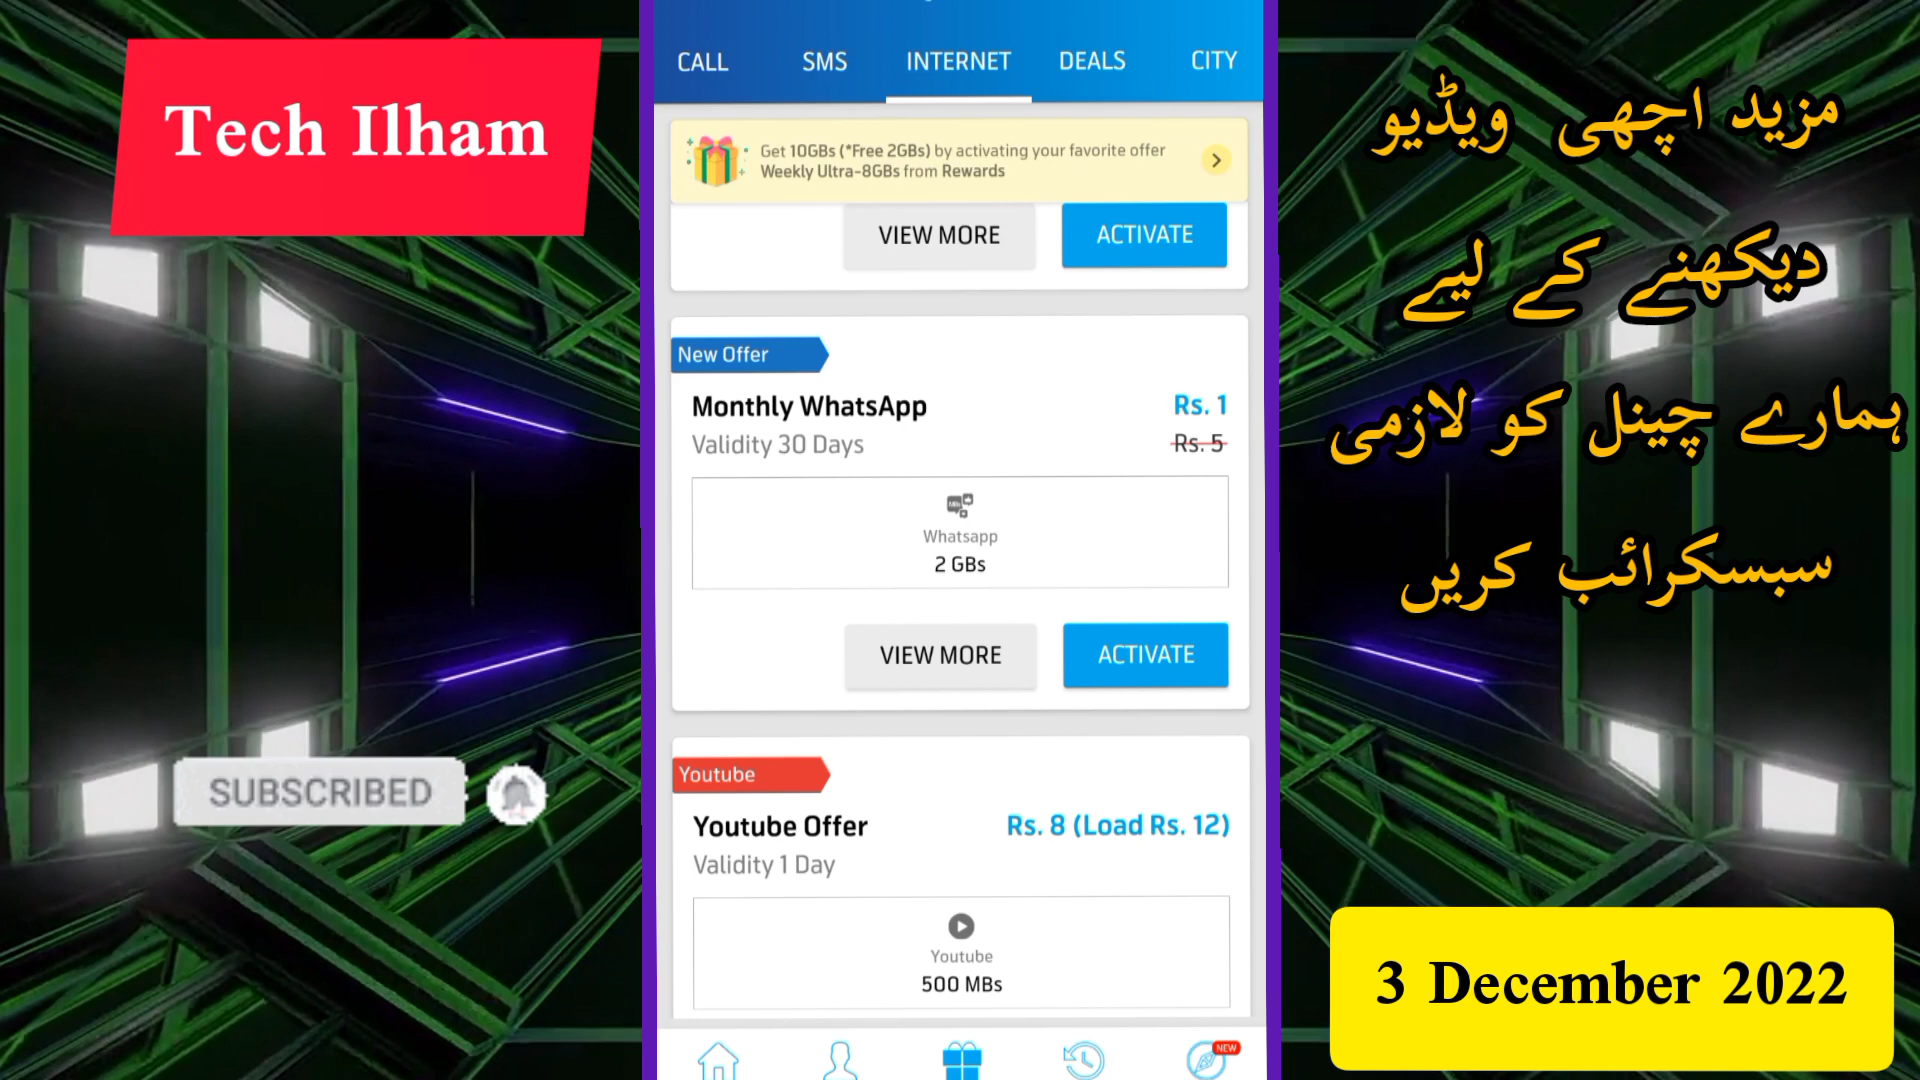 Tech Ilham
SUBSCRIBED
CALL SMS INTERNET DEALS CITY
Get 10GBs (*Free 2GBs) by activating your favorite offer
Weekly Ultra-8GBs from Rewards
VIEW MORE ACTIVATE
New Offer
Monthly WhatsApp Rs. 1
Validity 30 Days Rs. 5
Whatsapp
2 GBs
VIEW MORE ACTIVATE
Youtube
Youtube Offer Rs. 8 (Load Rs. 12)
Validity 1 Day
Youtube
500 MBs
NEW
مزید اچھی ویڈیو
دیکھنے کے لیے
ہمارے چینل کو لازمی
سبسکرائب کریں
3 December 2022